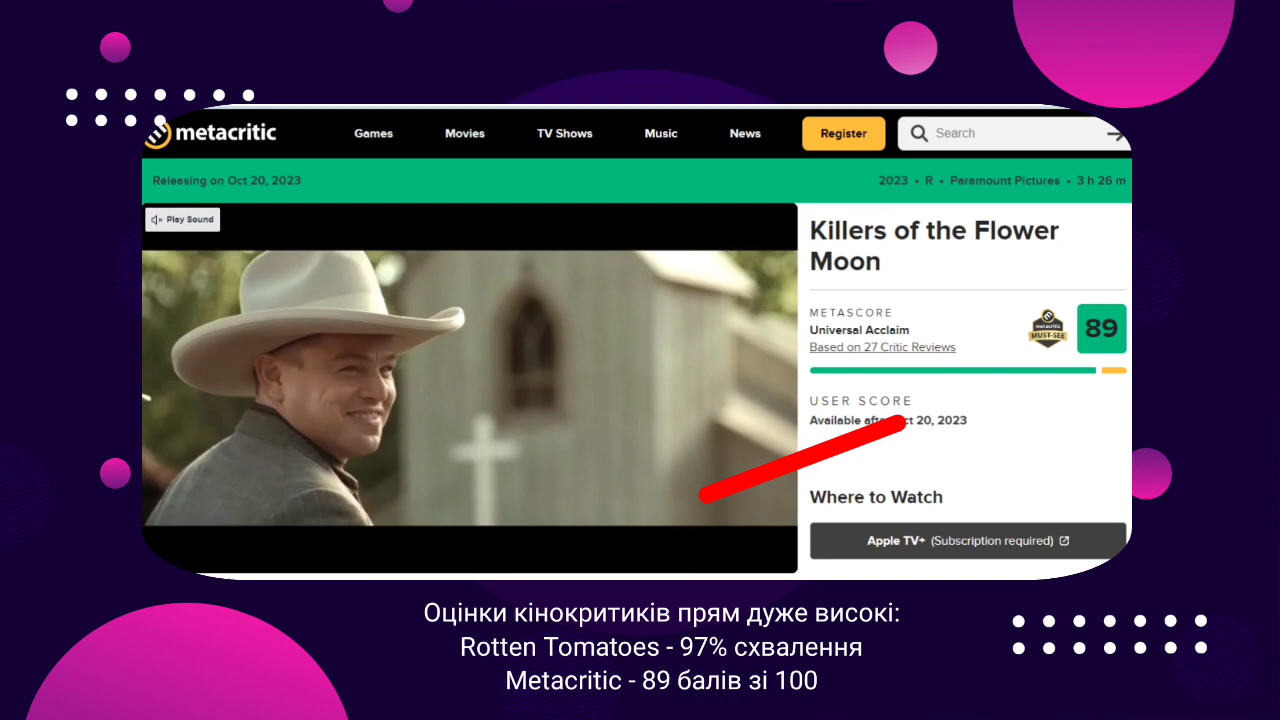 metacritic
Games
Movies
TV Shows
Music
News
Register
Search
Releasing on Oct 20, 2023
2023 • R • Paramount Pictures • 3 h 26 m
Play Sound
Killers of the Flower
Moon
METASCORE
Universal Acclaim
Based on 27 Critic Reviews
metacritic
MUST-SEE
89
USER SCORE
Available after Oct 20, 2023
Where to Watch
Apple TV+ (Subscription required)
Оцінки кінокритиків прям дуже високі:
Rotten Tomatoes - 97% схвалення
Metacritic - 89 балів зі 100